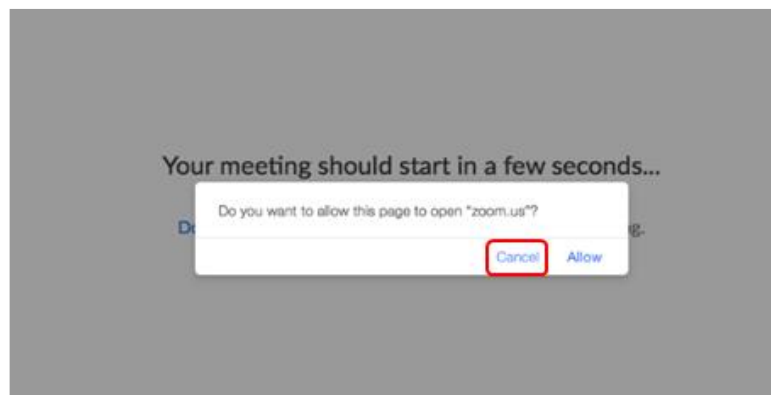 Your meeting should start in a few seconds...
Do you want to allow this page to open "zoom.us"?
Do
g.
Cancel Allow